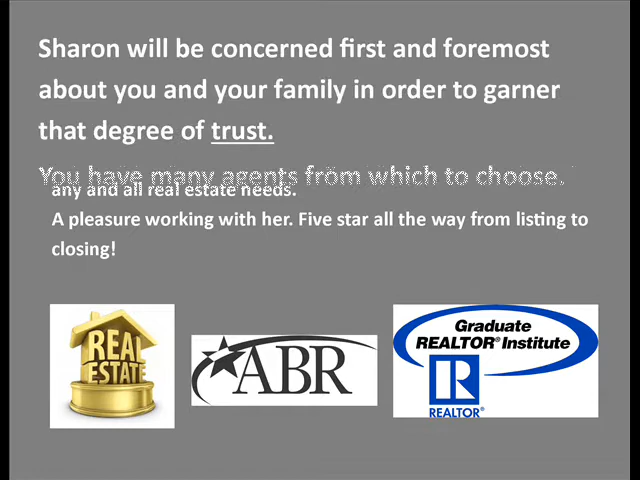 Sharon will be concerned first and foremost
about you and your family in order to garner
that degree of trust.
You have many agents from which to choose.
any and all real estate needs.
A pleasure working with her. Five star all the way from listing to
closing!
REAL
ESTATE
ABR
Graduate
REALTOR® Institute
R
REALTOR®